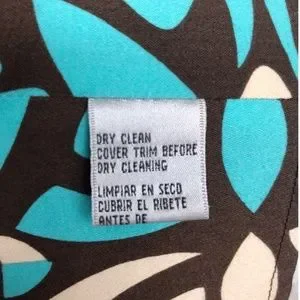 DRY CLEAN
COVER TRIM BEFORE
DRY CLEANING
LIMPIAR EN SECO
CUBRIR EL RIBETE
ANTES DE